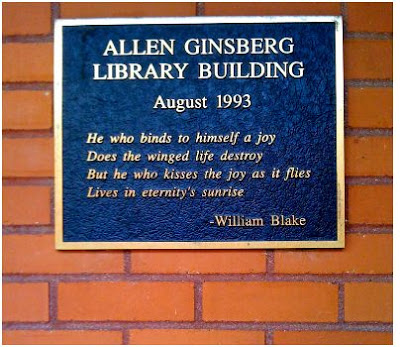 ALLEN GINSBERG
LIBRARY BUILDING
August 1993
He who binds to himself a joy
Does the winged life destroy
But he who kisses the joy as it flies
Lives in eternity's sunrise
-William Blake